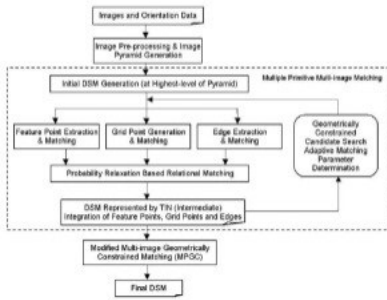 Images and Orientation Data
Image Pre-processing & Image
Pyramid Generation
Multiple Primitive Multi-image Matching
Initial DSM Generation (at Highest-level of Pyramid)
Feature Point Extraction
& Matching
Grid Point Generation
& Matching
Edge Extraction
& Matching
Geometrically
Constrained
Candidate Search
Adaptive Matching
Parameter
Determination
Probability Relaxation Based Relational Matching
DSM Represented by TIN (Intermediate)
Integration of Feature Points, Grid Points and Edges
Modified Multi-image Geometrically
Constrained Matching (MPGC)
Final DSM